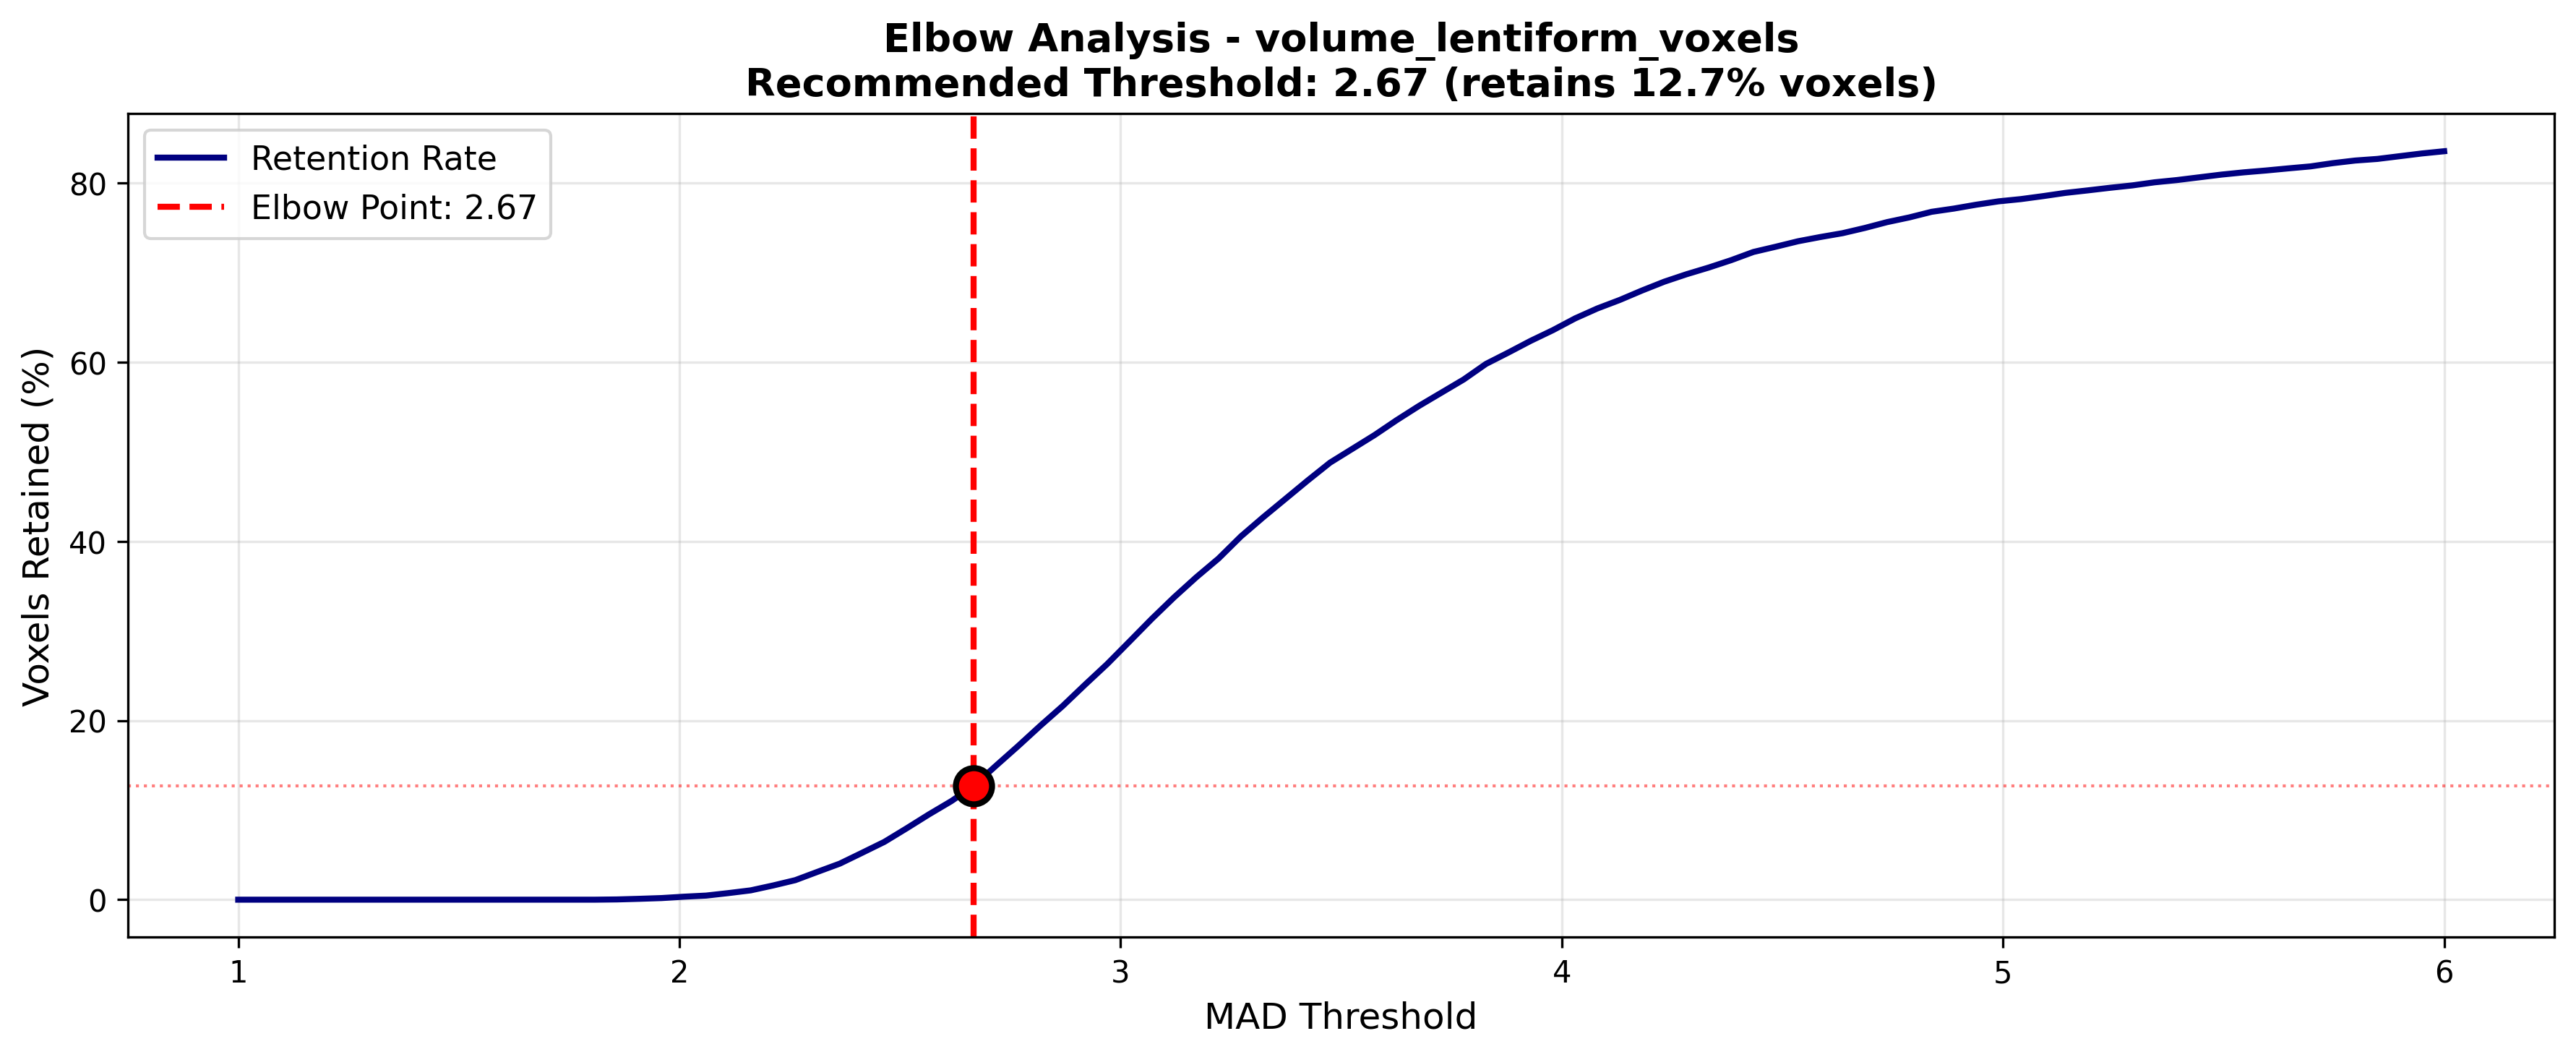 Elbow Analysis - volume_lentiform_voxels
Recommended Threshold: 2.67 (retains 12.7% voxels)
Retention Rate
Elbow Point: 2.67
Voxels Retained (%)
80
60
40
20
0
1 2 3 4 5 6
MAD Threshold